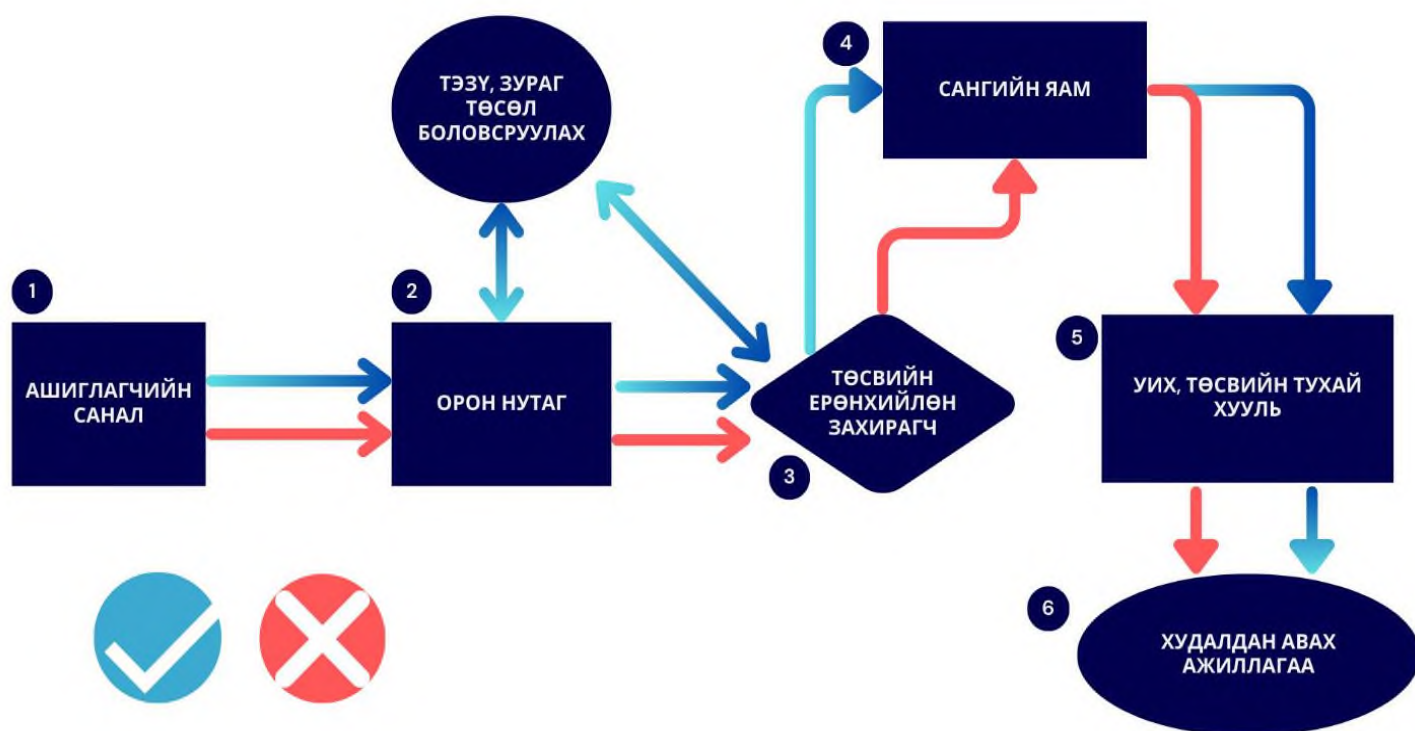 4
САНГИЙН ЯАМ
ТЭЗҮ, ЗУРАГ
ТӨСӨЛ
БОЛОВСРУУЛАХ
1
АШИГЛАГЧИЙН
САНАЛ
2
ОРОН НУТАГ
ТӨСВИЙН
ЕРӨНХИЙЛӨН
ЗАХИРАГЧ
3
5
УИХ, ТӨСВИЙН ТУХАЙ
ХУУЛЬ
6
ХУДАЛДАН АВАХ
АЖИЛЛАГАА